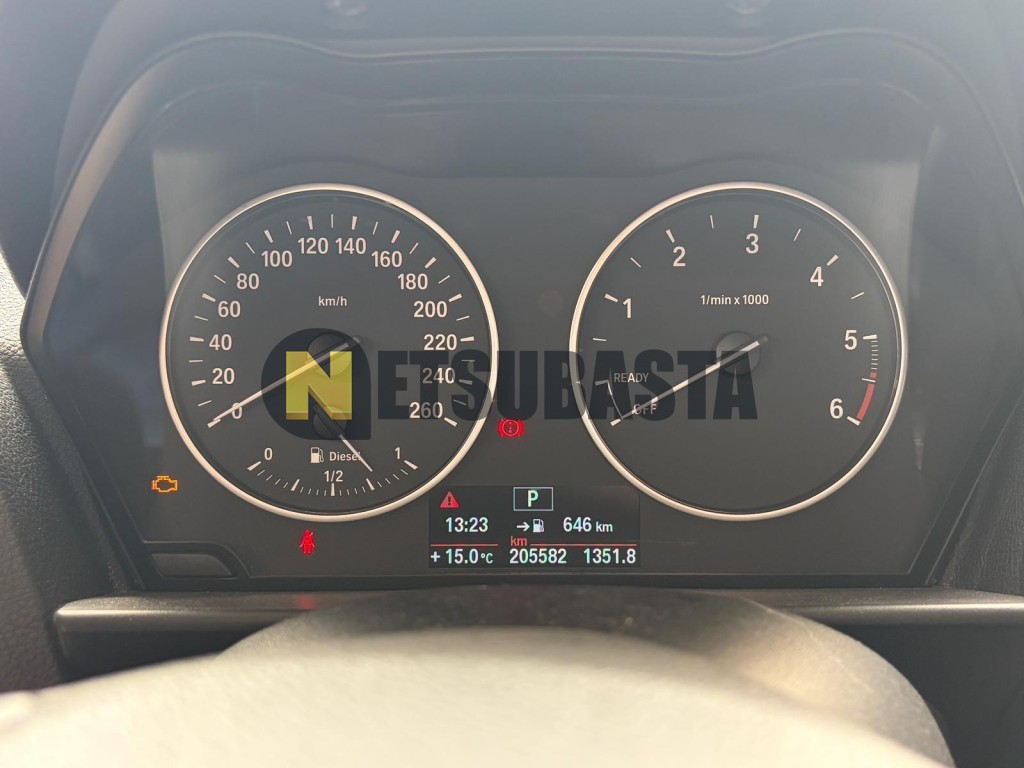 0
20
40
60
80
100
120
140
160
180
200
220
240
260
km/h
0
1/2
1
Diesel
1
2
3
4
5
6
1/min x 1000
READY
OFF
NETSUBASTA
P
13:23
646 km
km
+ 15.0°C
205582
1351.8